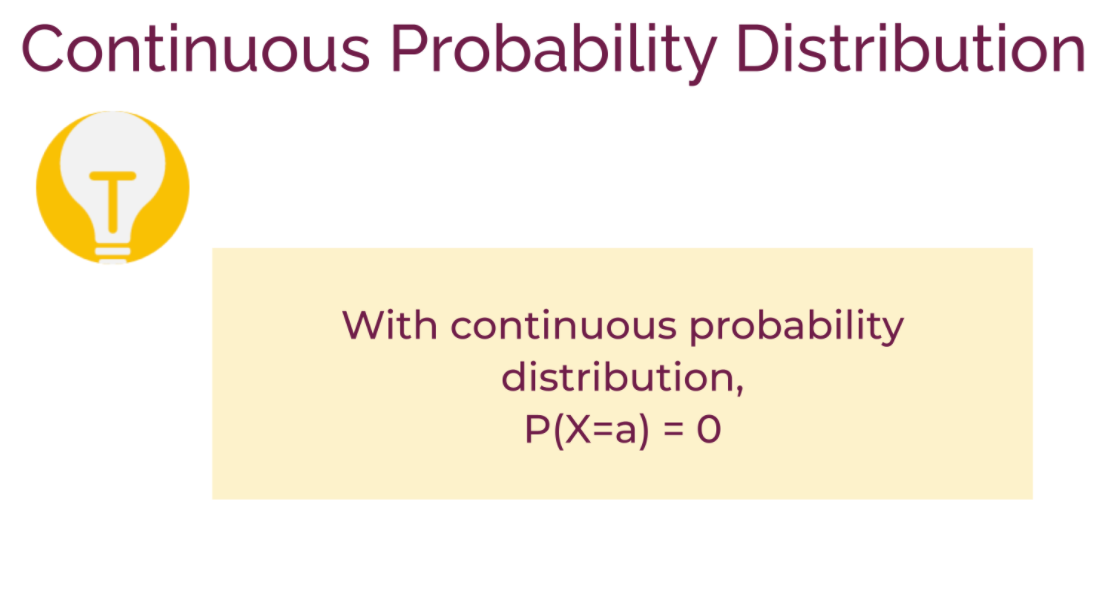 Continuous Probability Distribution
T
With continuous probability
distribution,
P(X=a) = 0